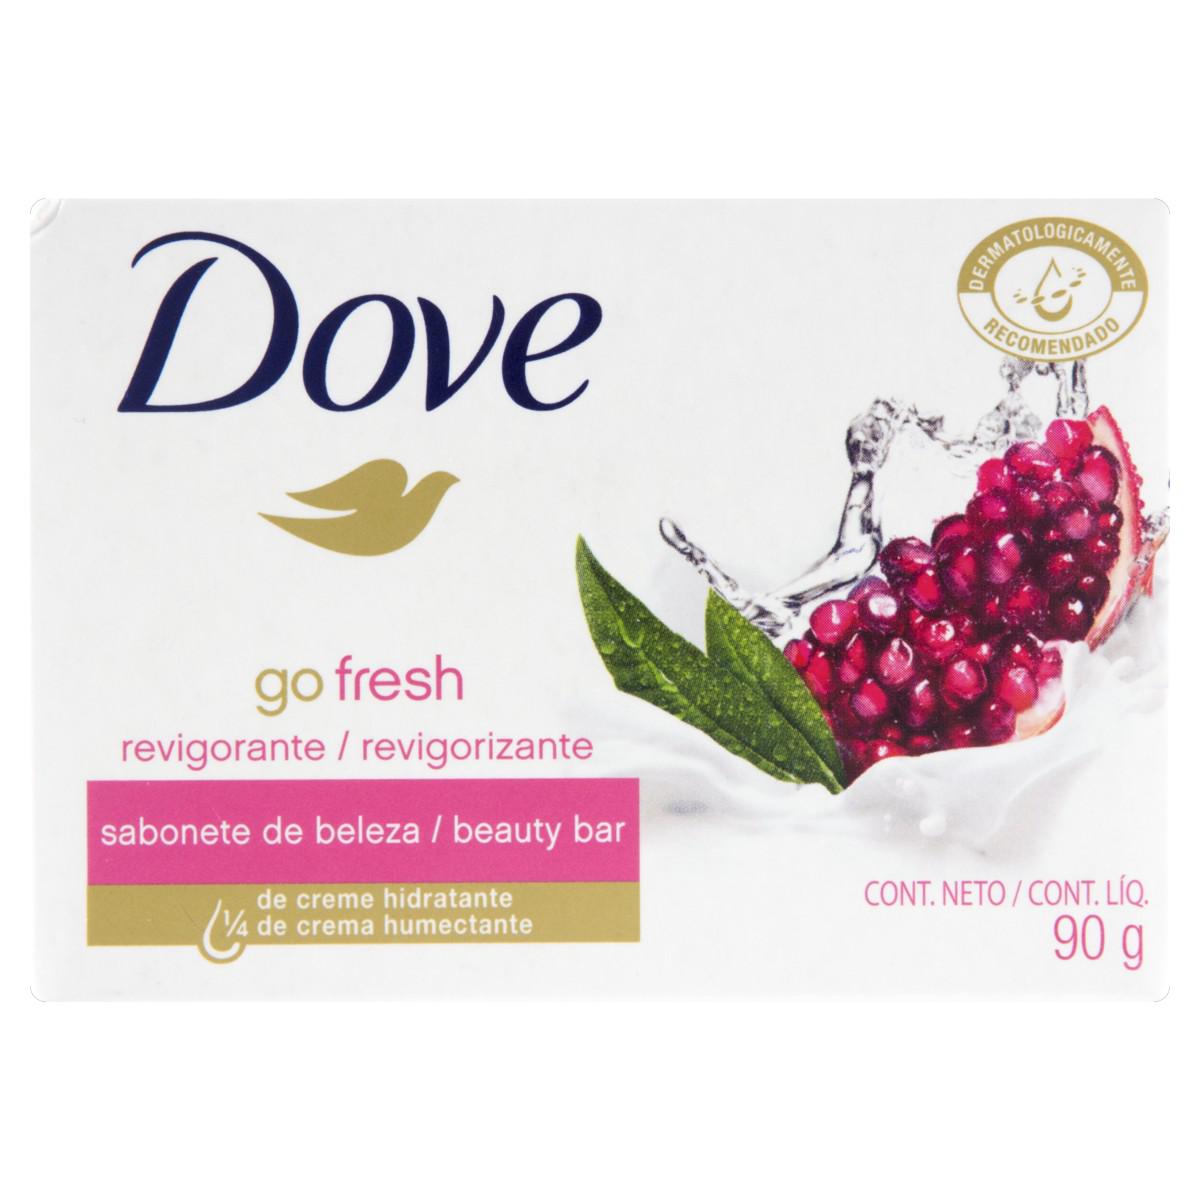 Dove
DERMATOLOGICAMENTE
RECOMENDADO
go fresh
revigorante / revigorizante
sabonete de beleza / beauty bar
1/4 de creme hidratante
de crema humectante
CONT. NETO / CONT. LÍQ.
90 g